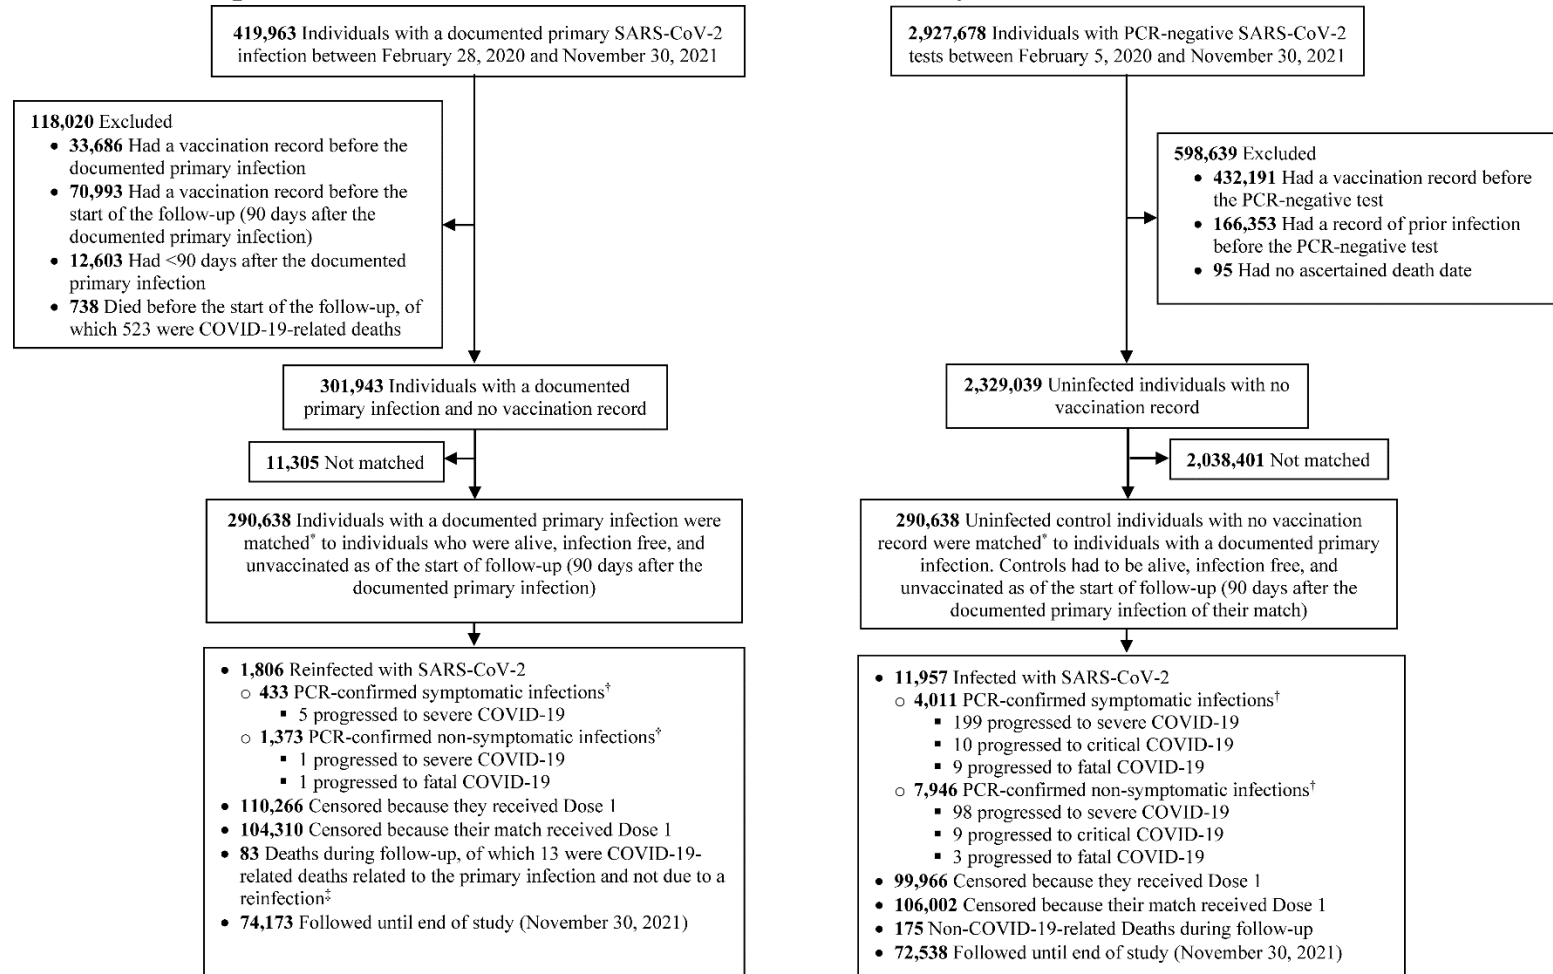 419,963 Individuals with a documented primary SARS-CoV-2
infection between February 28, 2020 and November 30, 2021
118,020 Excluded
• 33,686 Had a vaccination record before the
documented primary infection
• 70,993 Had a vaccination record before the
start of the follow-up (90 days after the
documented primary infection)
• 12,603 Had <90 days after the documented
primary infection
• 738 Died before the start of the follow-up, of
which 523 were COVID-19-related deaths
301,943 Individuals with a documented
primary infection and no vaccination record
11,305 Not matched
290,638 Individuals with a documented primary infection were
matched* to individuals who were alive, infection free, and
unvaccinated as of the start of follow-up (90 days after the
documented primary infection)
• 1,806 Reinfected with SARS-CoV-2
○ 433 PCR-confirmed symptomatic infections†
▪ 5 progressed to severe COVID-19
○ 1,373 PCR-confirmed non-symptomatic infections†
▪ 1 progressed to severe COVID-19
▪ 1 progressed to fatal COVID-19
• 110,266 Censored because they received Dose 1
• 104,310 Censored because their match received Dose 1
• 83 Deaths during follow-up, of which 13 were COVID-19-
related deaths related to the primary infection and not due to a
reinfection‡
• 74,173 Followed until end of study (November 30, 2021)
2,927,678 Individuals with PCR-negative SARS-CoV-2
tests between February 5, 2020 and November 30, 2021
598,639 Excluded
• 432,191 Had a vaccination record before
the PCR-negative test
• 166,353 Had a record of prior infection
before the PCR-negative test
• 95 Had no ascertained death date
2,329,039 Uninfected individuals with no
vaccination record
2,038,401 Not matched
290,638 Uninfected control individuals with no vaccination
record were matched* to individuals with a documented primary
infection. Controls had to be alive, infection free, and
unvaccinated as of the start of follow-up (90 days after the
documented primary infection of their match)
• 11,957 Infected with SARS-CoV-2
○ 4,011 PCR-confirmed symptomatic infections†
▪ 199 progressed to severe COVID-19
▪ 10 progressed to critical COVID-19
▪ 9 progressed to fatal COVID-19
○ 7,946 PCR-confirmed non-symptomatic infections†
▪ 98 progressed to severe COVID-19
▪ 9 progressed to critical COVID-19
▪ 3 progressed to fatal COVID-19
• 99,966 Censored because they received Dose 1
• 106,002 Censored because their match received Dose 1
• 175 Non-COVID-19-related Deaths during follow-up
• 72,538 Followed until end of study (November 30, 2021)